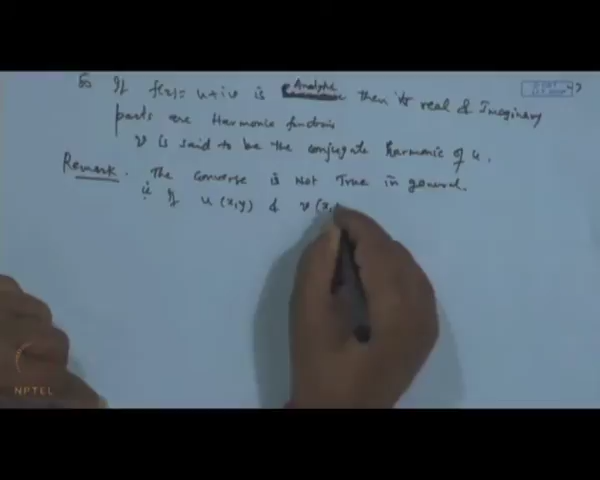 So If f(z) = u+iv is Analytic then its real & Imaginary
parts are Harmonic functions
v is said to be the conjugate harmonic of u.
Remark. The converse is Not True in general.
ie If u(x,y) & v(x,
NPTEL